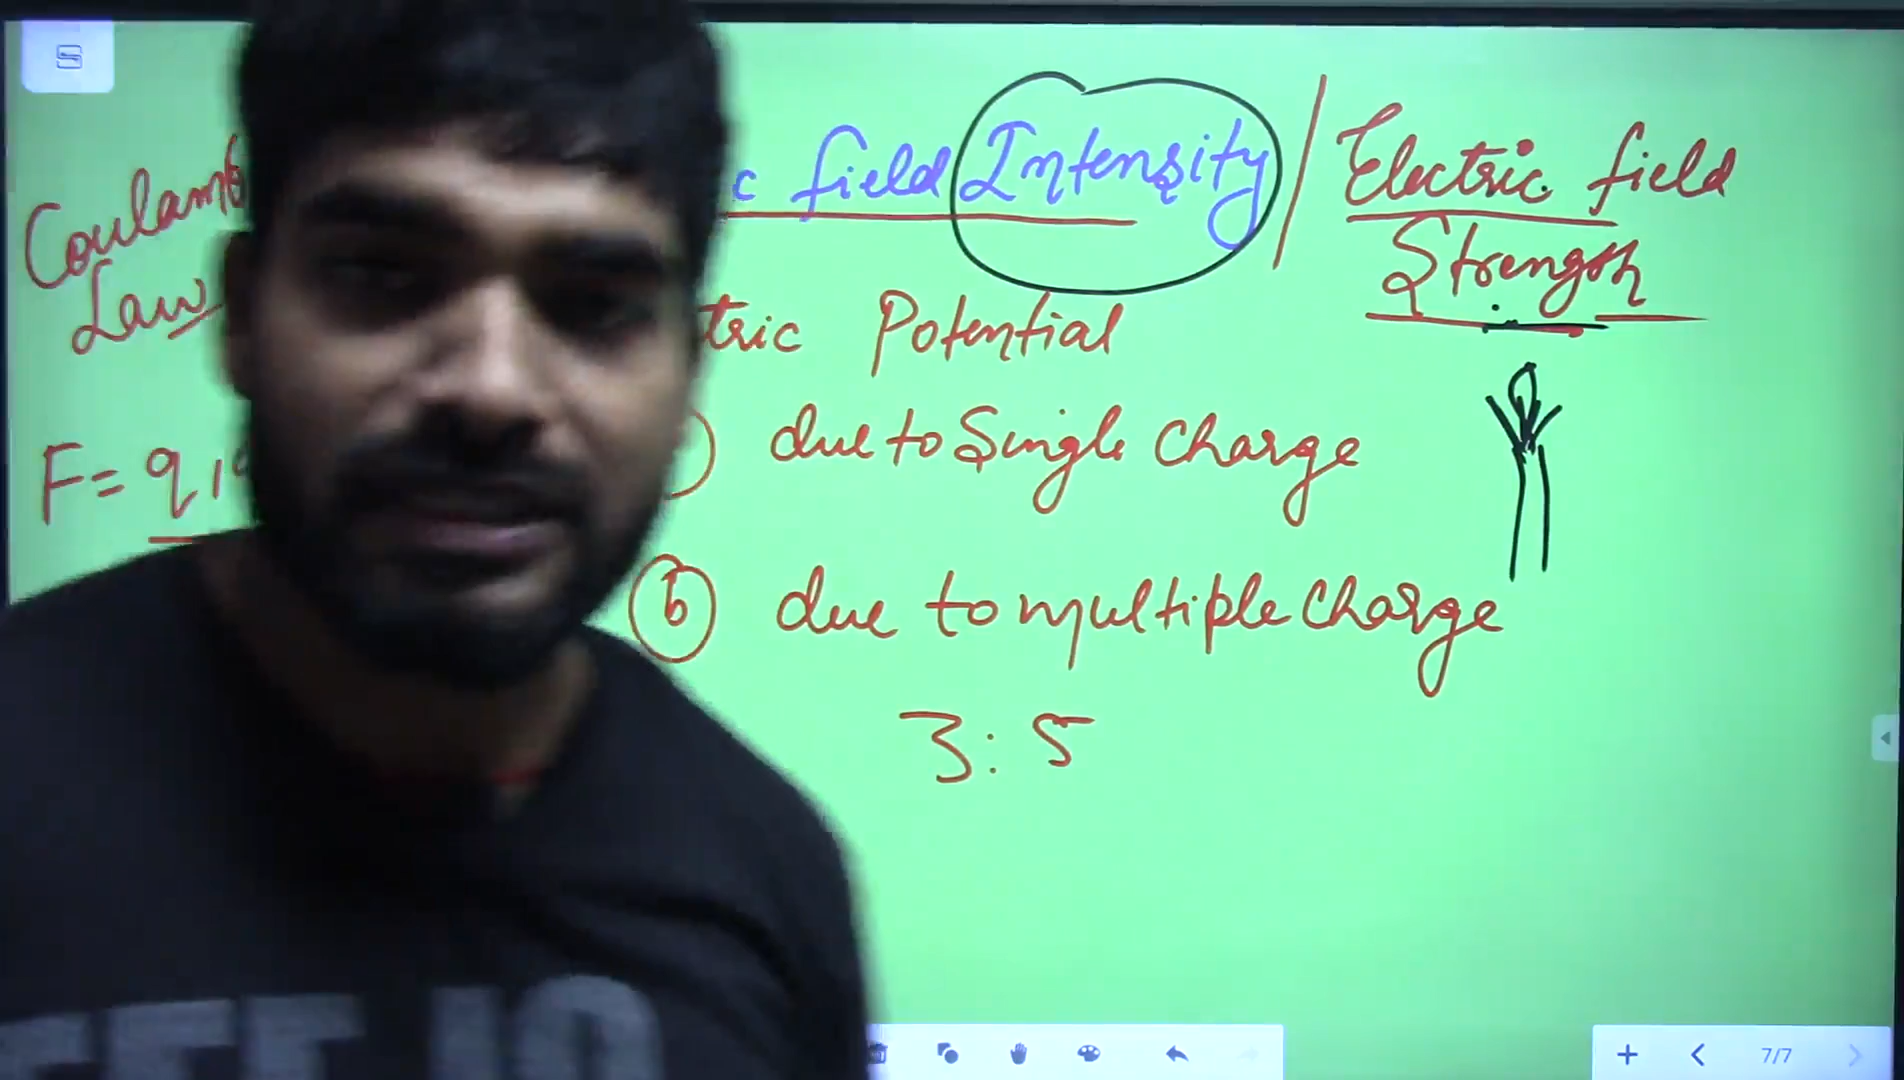 Coulamb
Law
c field Intensity / Electric field
Strength
tric Potential
F = q1
due to Single Charge
b due to multiple Charge
3 : 5
7/7